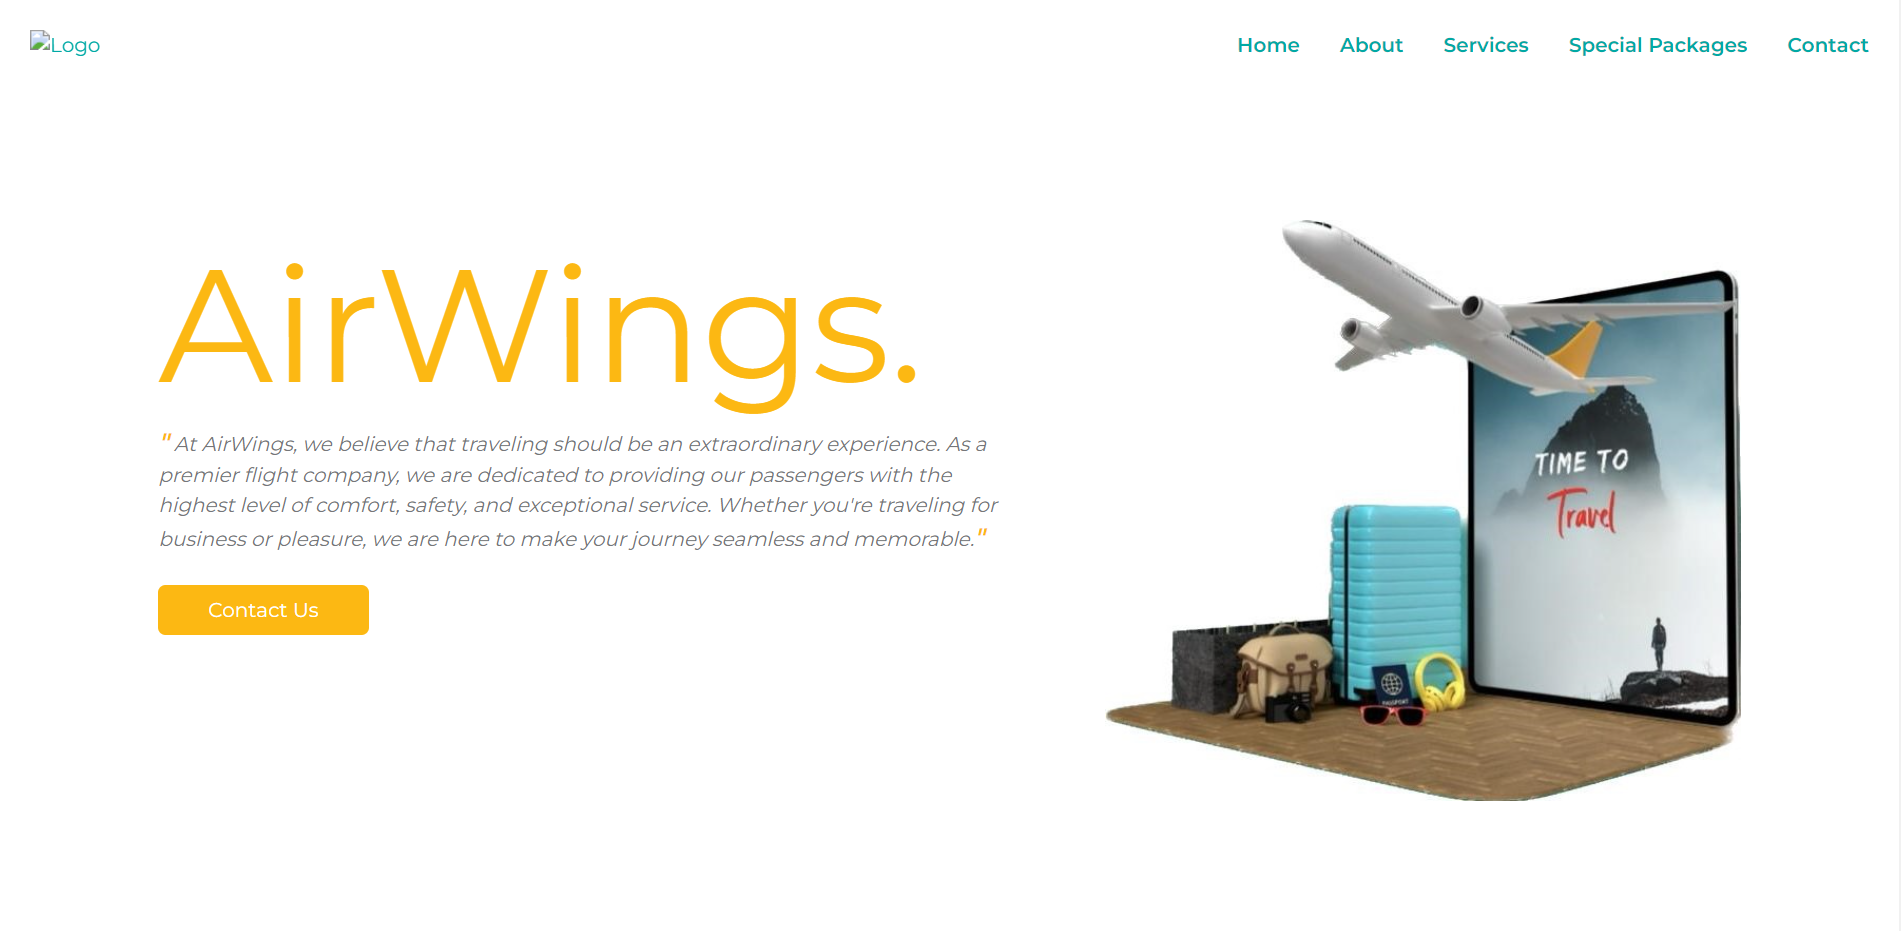 Logo
Home About Services Special Packages Contact
AirWings.
" At AirWings, we believe that traveling should be an extraordinary experience. As a
premier flight company, we are dedicated to providing our passengers with the
highest level of comfort, safety, and exceptional service. Whether you're traveling for
business or pleasure, we are here to make your journey seamless and memorable."
Contact Us
TIME TO
Travel
PASSPORT